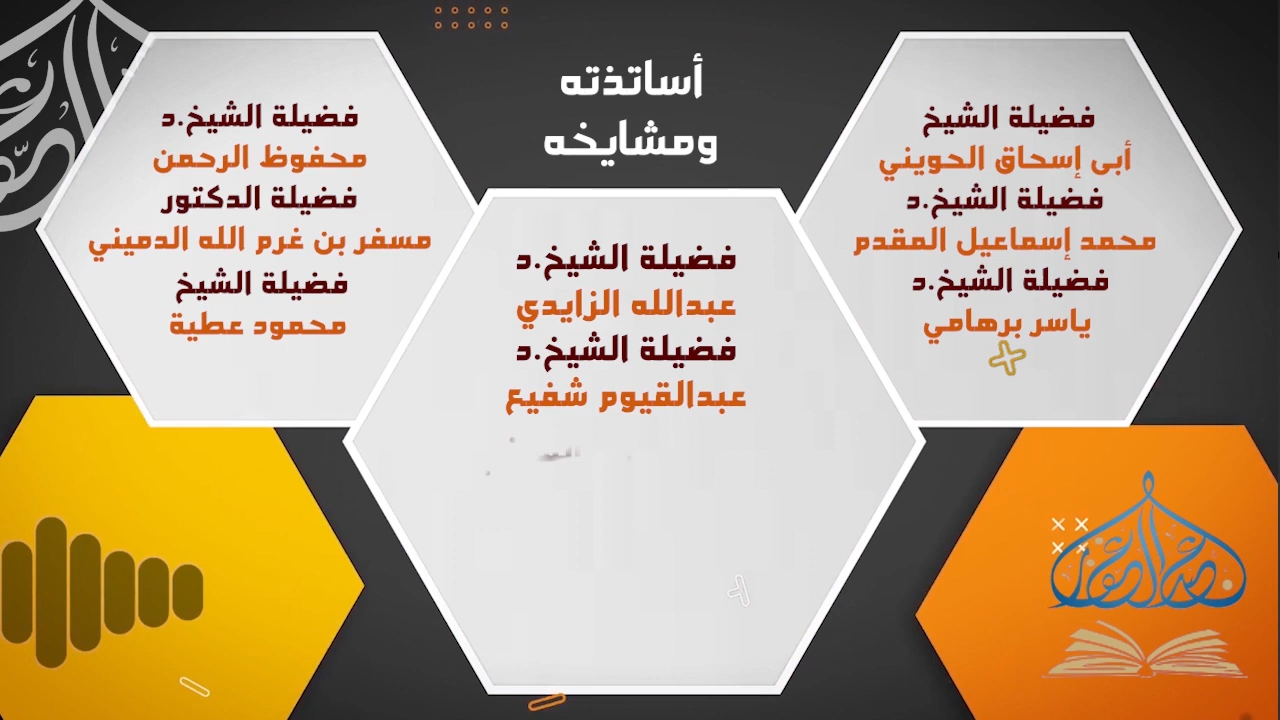 أساتذته
ومشايخه
فضيلة الشيخ
أبى إسحاق الحويني
فضيلة الشيخ.د
محمد إسماعيل المقدم
فضيلة الشيخ.د
ياسر برهامي
فضيلة الشيخ.د
عبدالله الزايدي
فضيلة الشيخ.د
عبدالقيوم شفيع
فضيلة الشيخ.د
محفوظ الرحمن
فضيلة الدكتور
مسفر بن غرم الله الدميني
فضيلة الشيخ
محمود عطية